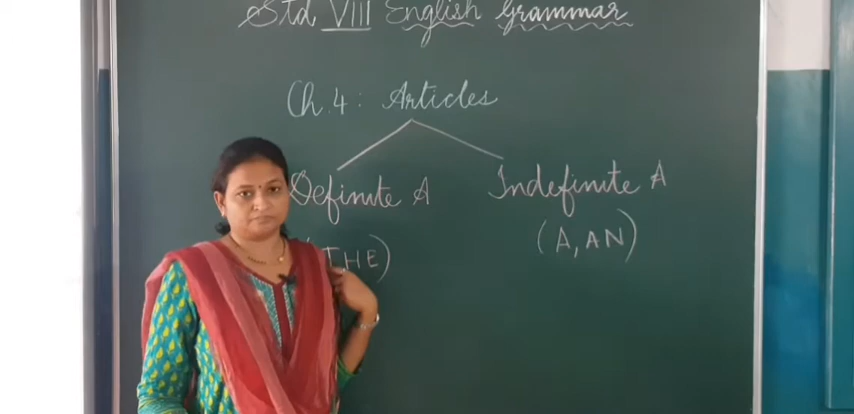 Std VIII English Grammar
Ch.4 : Articles
Definite A
Indefinite A
(THE)
(A, AN)